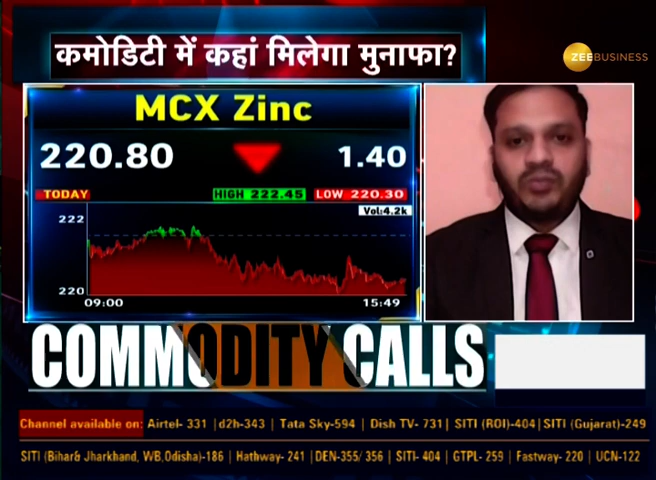 कमोडिटी में कहां मिलेगा मुनाफा?
ZEEBUSINESS
MCX Zinc
220.80 1.40
TODAY HIGH 222.45 LOW 220.30
Vol:4.2k
222
220
09:00 15:49
COMMODITY CALLS
Channel available on: Airtel- 331 |d2h-343 | Tata Sky-594 | Dish TV- 731| SITI (ROI)-404|SITI (Gujarat)-249
SITI (Bihar& Jharkhand, WB,Odisha)-186 | Hathway- 241 |DEN-355/ 356 | SITI- 404 | GTPL- 259 | Fastway- 220 | UCN-122